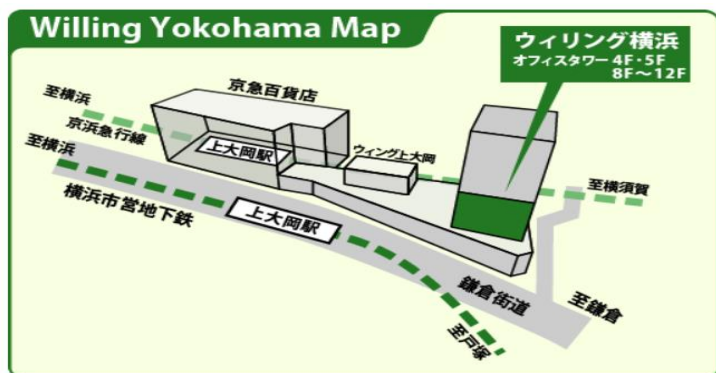 Willing Yokohama Map
ウィリング横浜
オフィスタワー 4F・5F
8F～12F
京急百貨店
至横浜
京浜急行線
上大岡駅
ウィング上大岡
至横浜
至横須賀
横浜市営地下鉄
上大岡駅
鎌倉街道
至鎌倉
至戸塚